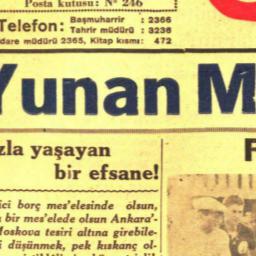 Posta kutusu: Nº 246
Telefon: Başmuharrir : 2366
Tahrir müdürü : 3236
dare müdürü 2365, Kitap kısmı: 472
Yunan M
zla yaşayan
bir efsane!
F
ici borç mes'elesinde olsun,
bir mes'elede olsun Ankara'-
Moskova tesiri altına girebile-
i düşünmek, pek kıskanç ol-